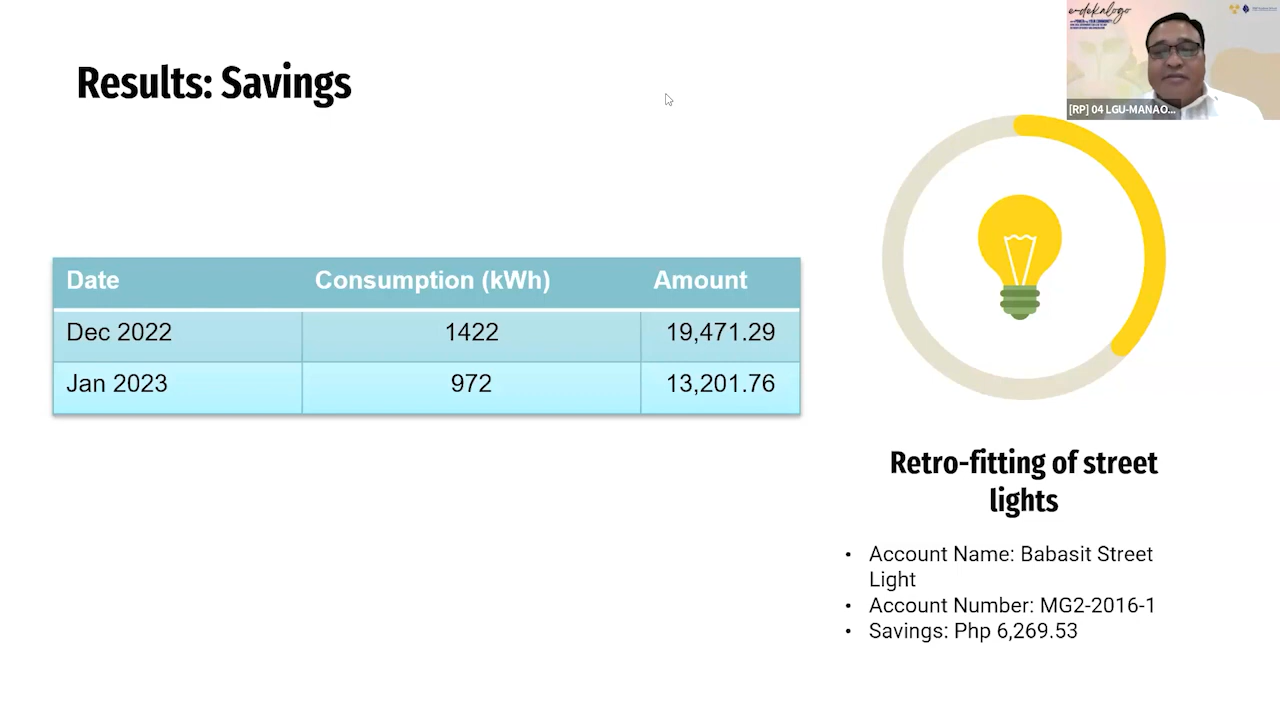 e-dekalogo
[RP] 04 LGU-MANAO...
Results: Savings
Date Consumption (kWh) Amount
Dec 2022 1422 19,471.29
Jan 2023 972 13,201.76
Retro-fitting of street
lights
• Account Name: Babasit Street
Light
• Account Number: MG2-2016-1
• Savings: Php 6,269.53